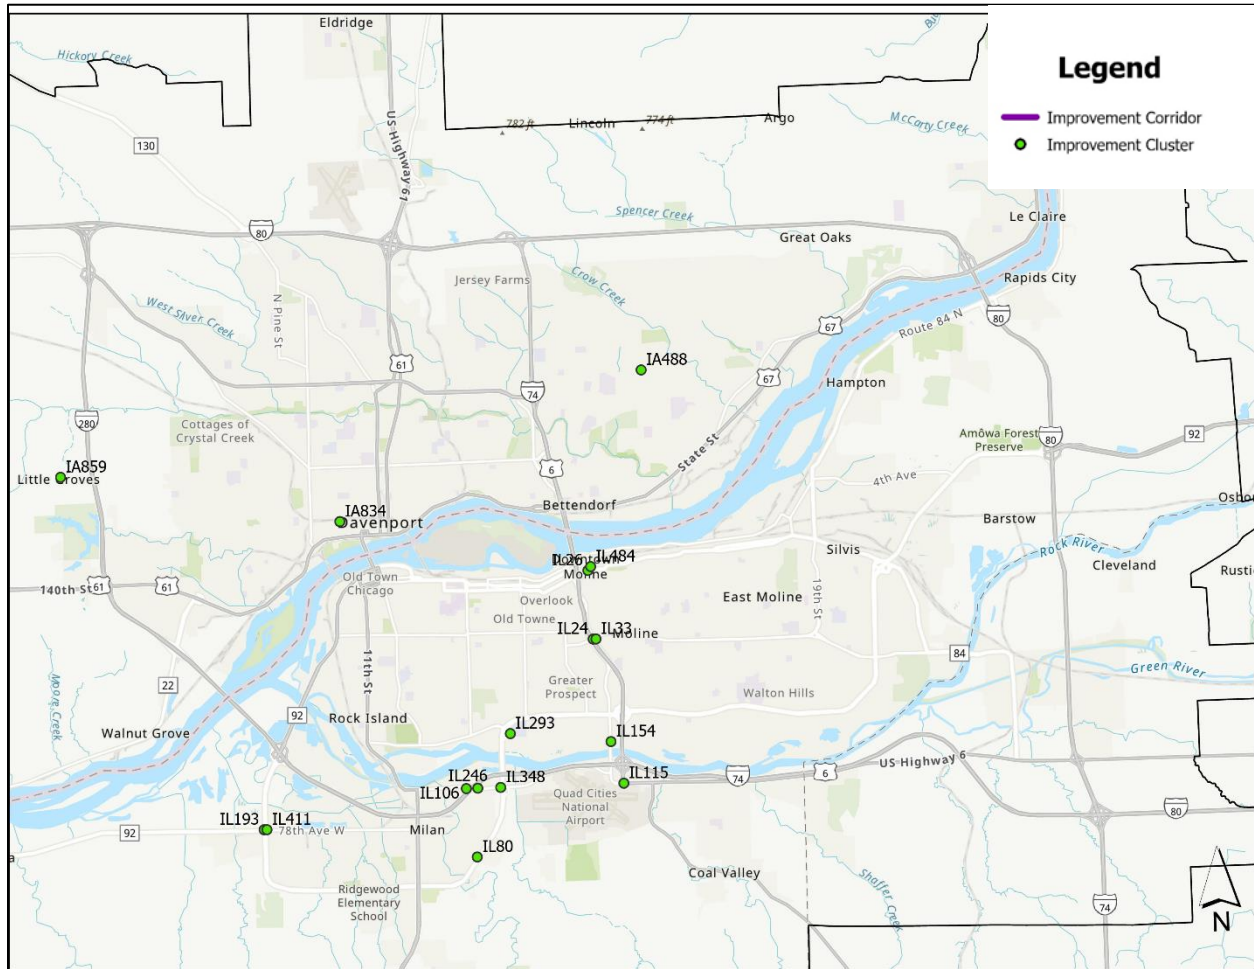 Eldridge
Hickory Creek
Legend
Improvement Corridor
Improvement Cluster
US Highway 61
782 ft
Lincoln
774 ft
Argo
McCarty Creek
130
Spencer Creek
Le Claire
80
Great Oaks
Jersey Farms
Crow Creek
Rapids City
West Silver Creek
N Pine St
67
Route 84 N
80
61
IA488
67
Hampton
74
280
Cottages of
Crystal Creek
State St
Amôwa Forest
Preserve
80
92
IA859
Little Groves
6
4th Ave
Bettendorf
IA834
Davenport
Barstow
Silvis
Rock River
Cleveland
IL26
IL484
Downtown
Moline
Old Town
Chicago
140th St
61
61
Overlook
Old Towne
East Moline
19th St
IL24
IL33
Moline
84
Green River
11th St
Moore Creek
22
Greater
Prospect
Walton Hills
92
Rock Island
Walnut Grove
IL293
IL154
US Highway 6
IL246
IL348
IL115
74
6
IL106
Quad Cities
National
Airport
80
92
IL193
IL411
78th Ave W
Milan
IL80
Coal Valley
Shaffer Creek
Ridgewood
Elementary
School
74
N